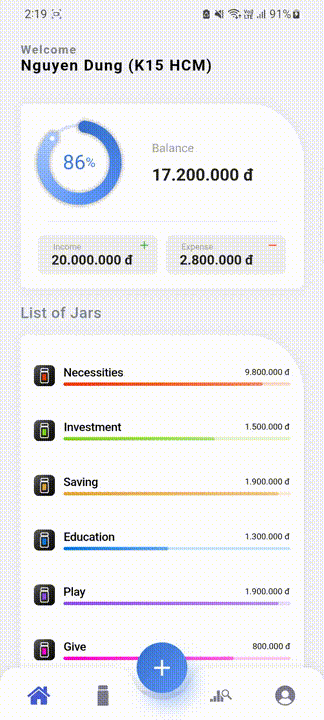 2:19 91%
Welcome
Nguyen Dung (K15 HCM)
86%
Balance
17.200.000 đ
Income +
20.000.000 đ
Expense −
2.800.000 đ
List of Jars
Necessities 9.800.000 đ
Investment 1.500.000 đ
Saving 1.900.000 đ
Education 1.300.000 đ
Play 1.900.000 đ
Give 800.000 đ